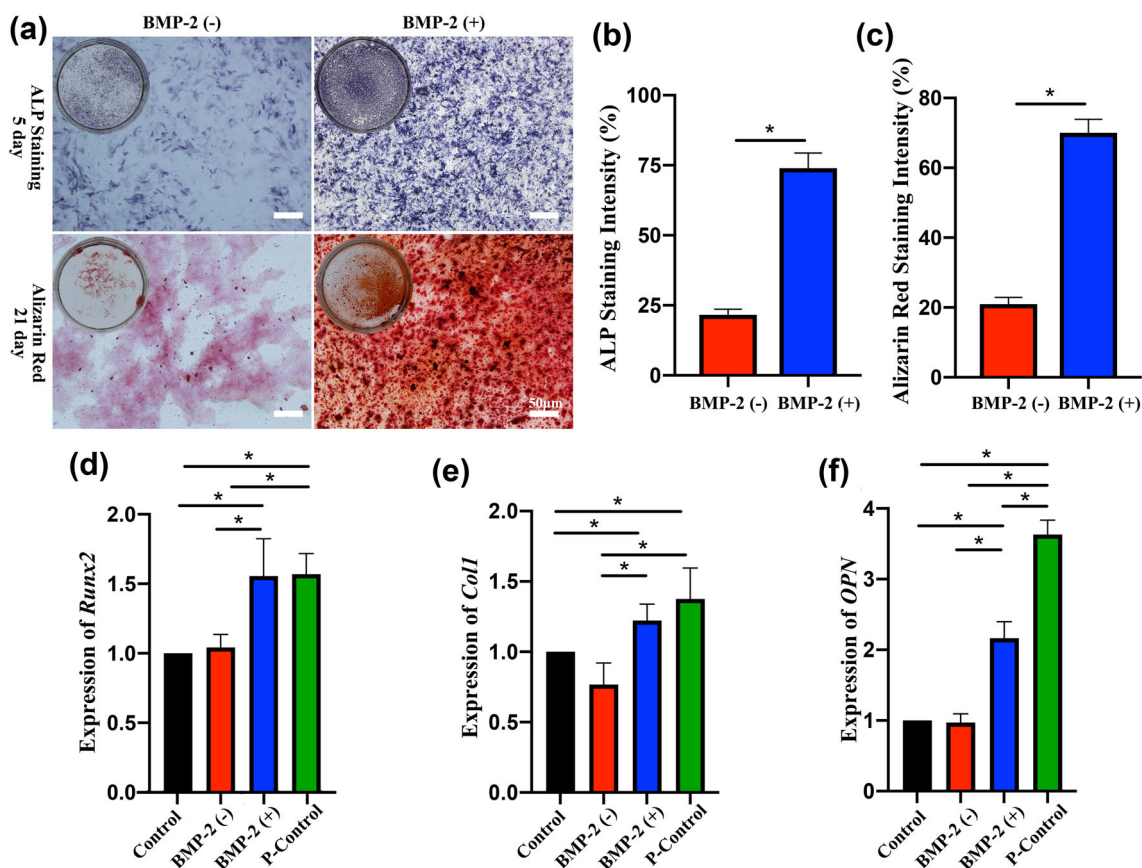 (a)
BMP-2 (-)
BMP-2 (+)
ALP Staining
5 day
Alizarin Red
21 day
50μm
(b)
ALP Staining Intensity (%)
100
75
50
25
0
*
BMP-2 (-)
BMP-2 (+)
(c)
Alizarin Red Staining Intensity (%)
80
60
40
20
0
*
BMP-2 (-)
BMP-2 (+)
(d)
Expression of Runx2
2.0
1.5
1.0
0.5
0.0
*
*
*
*
Control
BMP-2 (-)
BMP-2 (+)
P-Control
(e)
Expression of Col1
2.0
1.5
1.0
0.5
0.0
*
*
*
*
Control
BMP-2 (-)
BMP-2 (+)
P-Control
(f)
Expression of OPN
4
3
2
1
0
*
*
*
*
*
Control
BMP-2 (-)
BMP-2 (+)
P-Control